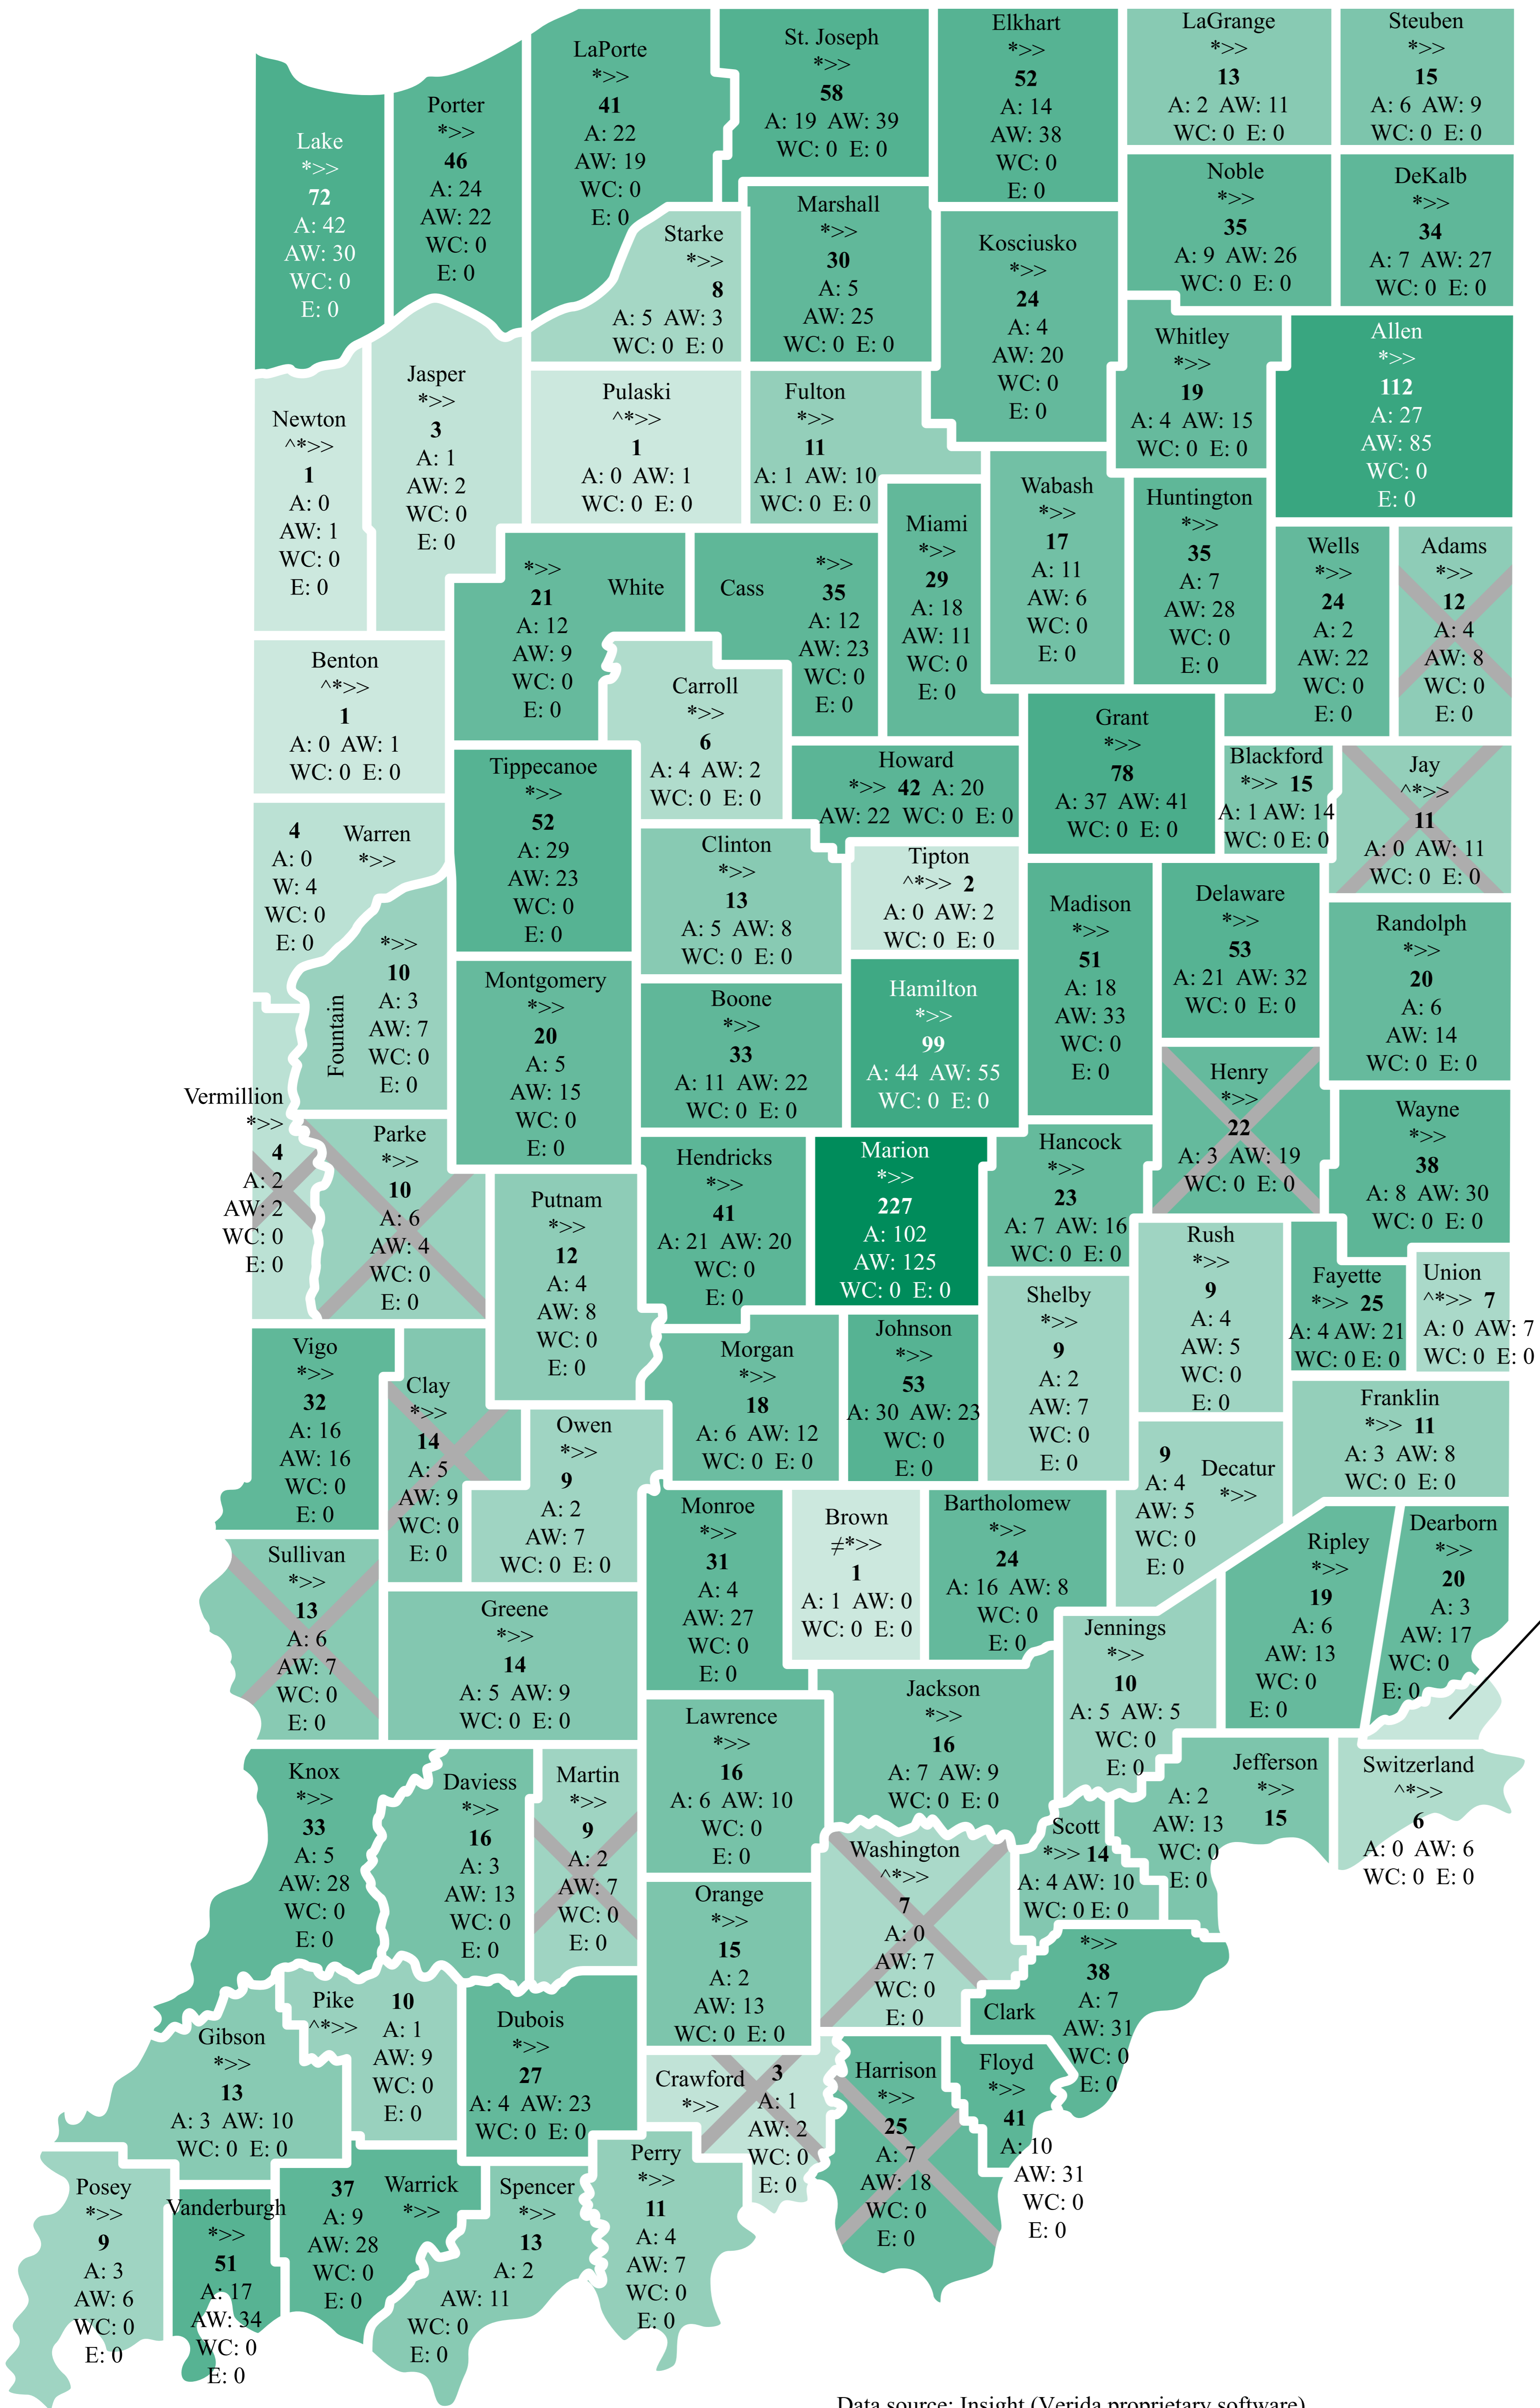 LaPorte
*>>
41
A: 22
AW: 19
WC: 0
E: 0
St. Joseph
*>>
58
A: 19 AW: 39
WC: 0 E: 0
Elkhart
*>>
52
A: 14
AW: 38
WC: 0
E: 0
LaGrange
*>>
13
A: 2 AW: 11
WC: 0 E: 0
Steuben
*>>
15
A: 6 AW: 9
WC: 0 E: 0
Lake
*>>
72
A: 42
AW: 30
WC: 0
E: 0
Porter
*>>
46
A: 24
AW: 22
WC: 0
E: 0
Starke
*>>
8
A: 5 AW: 3
WC: 0 E: 0
Marshall
*>>
30
A: 5
AW: 25
WC: 0 E: 0
Kosciusko
*>>
24
A: 4
AW: 20
WC: 0
E: 0
Noble
*>>
35
A: 9 AW: 26
WC: 0 E: 0
DeKalb
*>>
34
A: 7 AW: 27
WC: 0 E: 0
Whitley
*>>
19
A: 4 AW: 15
WC: 0 E: 0
Allen
*>>
112
A: 27
AW: 85
WC: 0
E: 0
Newton
^*>>
1
A: 0
AW: 1
WC: 0
E: 0
Jasper
*>>
3
A: 1
AW: 2
WC: 0
E: 0
Pulaski
^*>>
1
A: 0 AW: 1
WC: 0 E: 0
Fulton
*>>
11
A: 1 AW: 10
WC: 0 E: 0
Miami
*>>
29
A: 18
AW: 11
WC: 0
E: 0
Wabash
*>>
17
A: 11
AW: 6
WC: 0
E: 0
Huntington
*>>
35
A: 7
AW: 28
WC: 0
E: 0
Wells
*>>
24
A: 2
AW: 22
WC: 0
E: 0
Adams
*>>
12
A: 4
AW: 8
WC: 0
E: 0
White
*>>
21
A: 12
AW: 9
WC: 0
E: 0
Cass
*>>
35
A: 12
AW: 23
WC: 0
E: 0
Benton
^*>>
1
A: 0 AW: 1
WC: 0 E: 0
Carroll
*>>
6
A: 4 AW: 2
WC: 0 E: 0
Grant
*>>
78
A: 37 AW: 41
WC: 0 E: 0
Howard
*>> 42 A: 20
AW: 22 WC: 0 E: 0
Blackford
*>> 15
A: 1 AW: 14
WC: 0 E: 0
Jay
^*>>
11
A: 0 AW: 11
WC: 0 E: 0
Tippecanoe
*>>
52
A: 29
AW: 23
WC: 0
E: 0
Warren
*>>
4
A: 0
W: 4
WC: 0
E: 0
Clinton
*>>
13
A: 5 AW: 8
WC: 0 E: 0
Tipton
^*>> 2
A: 0 AW: 2
WC: 0 E: 0
Madison
*>>
51
A: 18
AW: 33
WC: 0
E: 0
Delaware
*>>
53
A: 21 AW: 32
WC: 0 E: 0
Randolph
*>>
20
A: 6
AW: 14
WC: 0 E: 0
Fountain
*>>
10
A: 3
AW: 7
WC: 0
E: 0
Montgomery
*>>
20
A: 5
AW: 15
WC: 0
E: 0
Boone
*>>
33
A: 11 AW: 22
WC: 0 E: 0
Hamilton
*>>
99
A: 44 AW: 55
WC: 0 E: 0
Henry
*>>
22
A: 3 AW: 19
WC: 0 E: 0
Wayne
*>>
38
A: 8 AW: 30
WC: 0 E: 0
Vermillion
*>>
4
A: 2
AW: 2
WC: 0
E: 0
Parke
*>>
10
A: 6
AW: 4
WC: 0
E: 0
Putnam
*>>
12
A: 4
AW: 8
WC: 0
E: 0
Hendricks
*>>
41
A: 21 AW: 20
WC: 0
E: 0
Marion
*>>
227
A: 102
AW: 125
WC: 0 E: 0
Hancock
*>>
23
A: 7 AW: 16
WC: 0 E: 0
Rush
*>>
9
A: 4
AW: 5
WC: 0
E: 0
Fayette
*>> 25
A: 4 AW: 21
WC: 0 E: 0
Union
^*>> 7
A: 0 AW: 7
WC: 0 E: 0
Shelby
*>>
9
A: 2
AW: 7
WC: 0
E: 0
Vigo
*>>
32
A: 16
AW: 16
WC: 0
E: 0
Clay
*>>
14
A: 5
AW: 9
WC: 0
E: 0
Owen
*>>
9
A: 2
AW: 7
WC: 0 E: 0
Morgan
*>>
18
A: 6 AW: 12
WC: 0 E: 0
Johnson
*>>
53
A: 30 AW: 23
WC: 0
E: 0
Franklin
*>> 11
A: 3 AW: 8
WC: 0 E: 0
Decatur
*>>
9
A: 4
AW: 5
WC: 0
E: 0
Monroe
*>>
31
A: 4
AW: 27
WC: 0
E: 0
Brown
≠*>>
1
A: 1 AW: 0
WC: 0 E: 0
Bartholomew
*>>
24
A: 16 AW: 8
WC: 0
E: 0
Ripley
*>>
19
A: 6
AW: 13
WC: 0
E: 0
Dearborn
*>>
20
A: 3
AW: 17
WC: 0
E: 0
Sullivan
*>>
13
A: 6
AW: 7
WC: 0
E: 0
Greene
*>>
14
A: 5 AW: 9
WC: 0 E: 0
Jennings
*>>
10
A: 5 AW: 5
WC: 0
E: 0
Jackson
*>>
16
A: 7 AW: 9
WC: 0 E: 0
Lawrence
*>>
16
A: 6 AW: 10
WC: 0
E: 0
Jefferson
*>>
15
A: 2
AW: 13
WC: 0
E: 0
Switzerland
^*>>
6
A: 0 AW: 6
WC: 0 E: 0
Knox
*>>
33
A: 5
AW: 28
WC: 0
E: 0
Daviess
*>>
16
A: 3
AW: 13
WC: 0
E: 0
Martin
*>>
9
A: 2
AW: 7
WC: 0
E: 0
Scott
*>> 14
A: 4 AW: 10
WC: 0 E: 0
Washington
^*>>
7
A: 0
AW: 7
WC: 0
E: 0
Orange
*>>
15
A: 2
AW: 13
WC: 0 E: 0
Clark
*>>
38
A: 7
AW: 31
WC: 0
E: 0
Pike
^*>>
10
A: 1
AW: 9
WC: 0
E: 0
Dubois
*>>
27
A: 4 AW: 23
WC: 0 E: 0
Gibson
*>>
13
A: 3 AW: 10
WC: 0 E: 0
Crawford
*>>
3
A: 1
AW: 2
WC: 0
E: 0
Harrison
*>>
25
A: 7
AW: 18
WC: 0
E: 0
Floyd
*>>
41
A: 10
AW: 31
WC: 0
E: 0
Perry
*>>
11
A: 4
AW: 7
WC: 0
E: 0
Posey
*>>
9
A: 3
AW: 6
WC: 0
E: 0
Vanderburgh
*>>
51
A: 17
AW: 34
WC: 0
E: 0
Warrick
*>>
37
A: 9
AW: 28
WC: 0
E: 0
Spencer
*>>
13
A: 2
AW: 11
WC: 0
E: 0
Data source: Insight (Verida proprietary software)